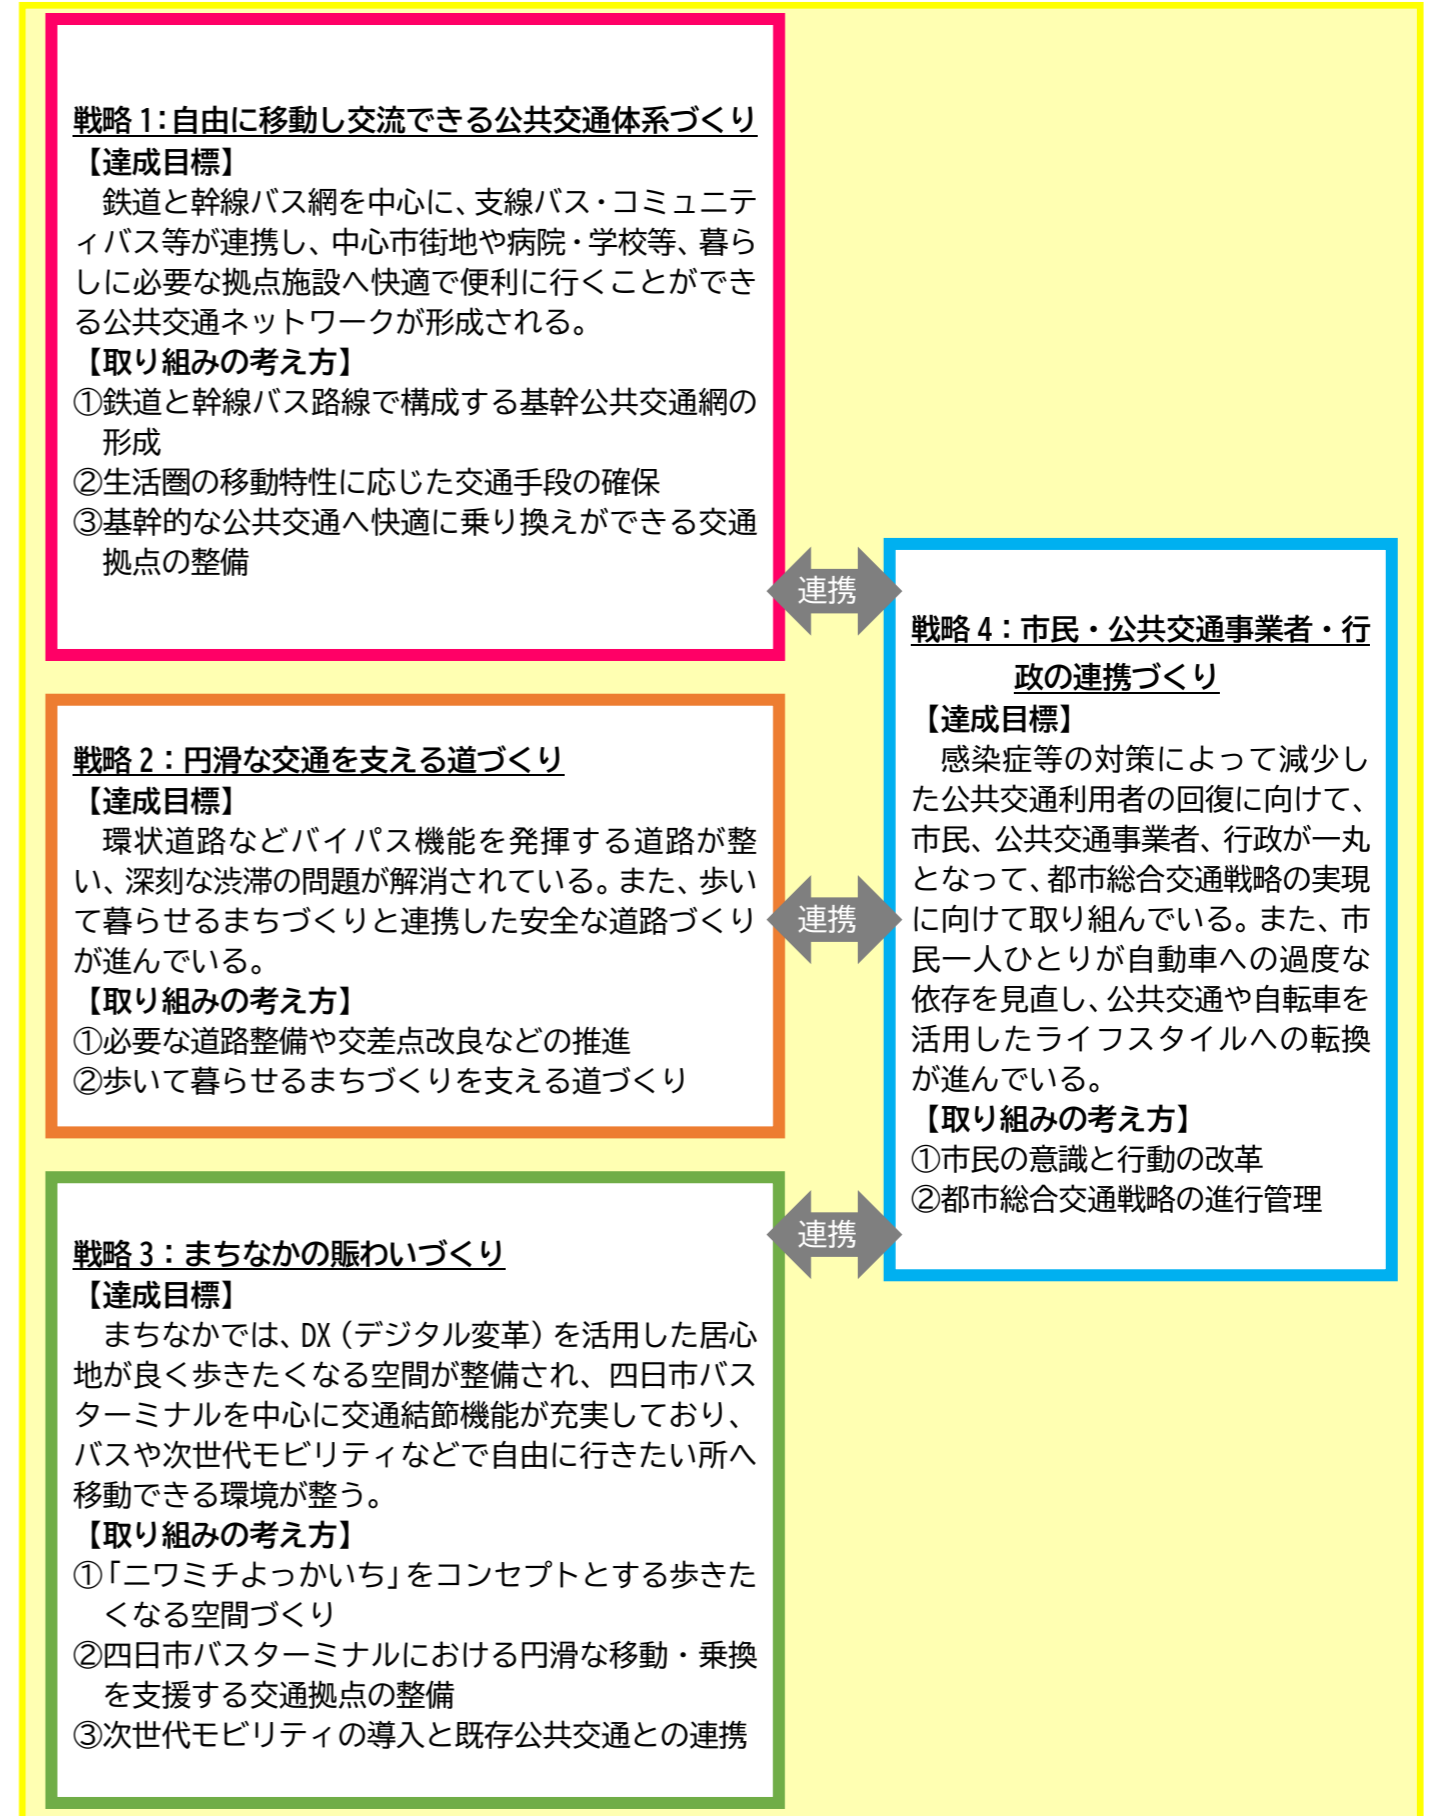 戦略1：自由に移動し交流できる公共交通体系づくり
【達成目標】
鉄道と幹線バス網を中心に、支線バス・コミュニテ
ィバス等が連携し、中心市街地や病院・学校等、暮ら
しに必要な拠点施設へ快適で便利に行くことができ
る公共交通ネットワークが形成される。
【取り組みの考え方】
①鉄道と幹線バス路線で構成する基幹公共交通網の
形成
②生活圏の移動特性に応じた交通手段の確保
③基幹的な公共交通へ快適に乗り換えができる交通
拠点の整備
連携
戦略2：円滑な交通を支える道づくり
【達成目標】
環状道路などバイパス機能を発揮する道路が整
い、深刻な渋滞の問題が解消されている。また、歩い
て暮らせるまちづくりと連携した安全な道路づくり
が進んでいる。
【取り組みの考え方】
①必要な道路整備や交差点改良などの推進
②歩いて暮らせるまちづくりを支える道づくり
連携
戦略3：まちなかの賑わいづくり
【達成目標】
まちなかでは、DX（デジタル変革）を活用した居心
地が良く歩きたくなる空間が整備され、四日市バス
ターミナルを中心に交通結節機能が充実しており、
バスや次世代モビリティなどで自由に行きたい所へ
移動できる環境が整う。
【取り組みの考え方】
①「ニワミチよっかいち」をコンセプトとする歩きた
くなる空間づくり
②四日市バスターミナルにおける円滑な移動・乗換
を支援する交通拠点の整備
③次世代モビリティの導入と既存公共交通との連携
連携
戦略4：市民・公共交通事業者・行
政の連携づくり
【達成目標】
感染症等の対策によって減少し
た公共交通利用者の回復に向けて、
市民、公共交通事業者、行政が一丸
となって、都市総合交通戦略の実現
に向けて取り組んでいる。また、市
民一人ひとりが自動車への過度な
依存を見直し、公共交通や自転車を
活用したライフスタイルへの転換
が進んでいる。
【取り組みの考え方】
①市民の意識と行動の改革
②都市総合交通戦略の進行管理